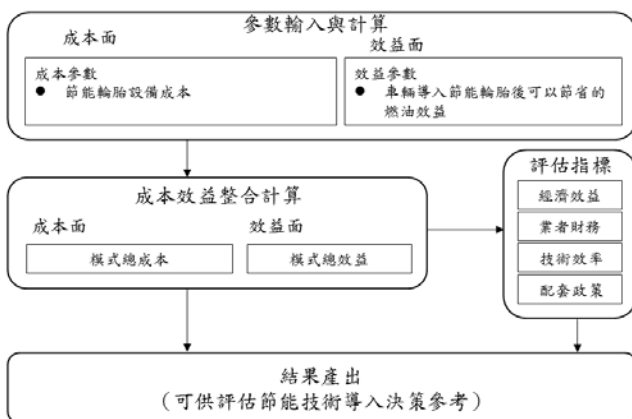 參數輸入與計算
成本面
效益面
成本參數
● 節能輪胎設備成本
效益參數
● 車輛導入節能輪胎後可以節省的
燃油效益
成本效益整合計算
成本面
效益面
模式總成本
模式總效益
評估指標
經濟效益
業者財務
技術效率
配套政策
結果產出
(可供評估節能技術導入決策參考)